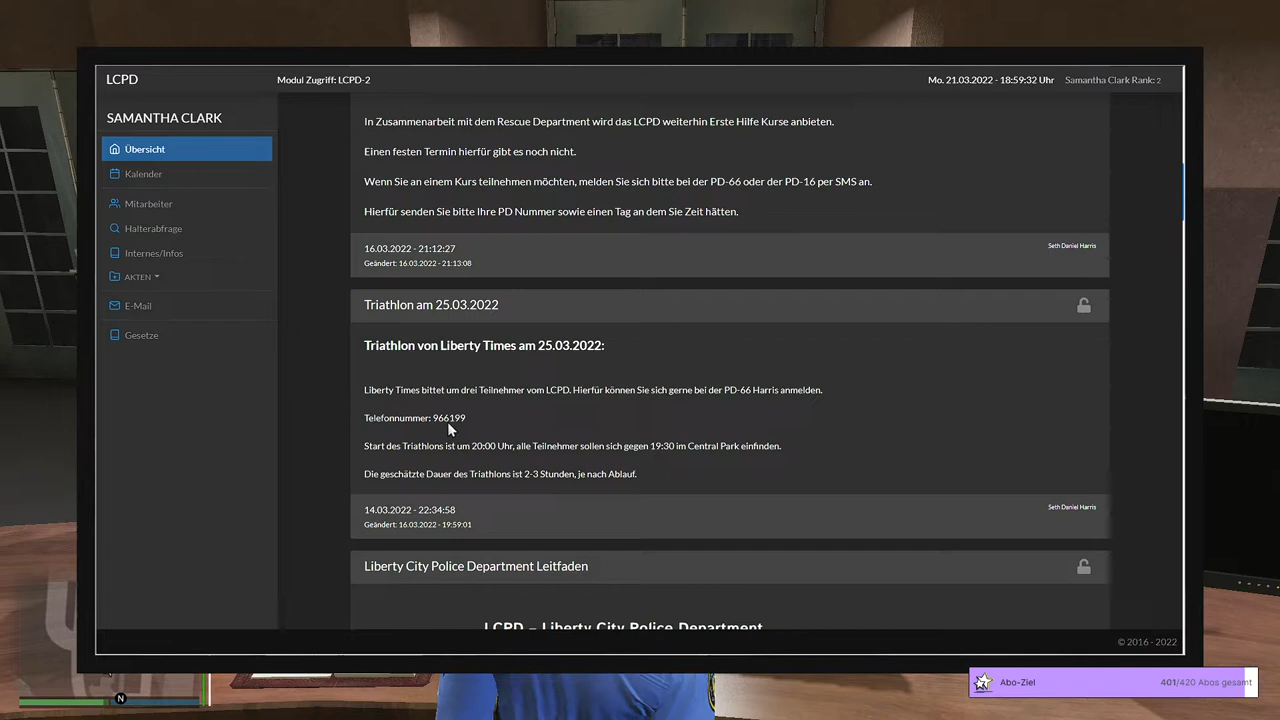 LCPD
Modul Zugriff: LCPD-2
Mo. 21.03.2022 - 18:59:32 Uhr
Samantha Clark Rank: 2
SAMANTHA CLARK
Übersicht
Kalender
Mitarbeiter
Halterabfrage
Internes/Infos
AKTEN
E-Mail
Gesetze
In Zusammenarbeit mit dem Rescue Department wird das LCPD weiterhin Erste Hilfe Kurse anbieten.
Einen festen Termin hierfür gibt es noch nicht.
Wenn Sie an einem Kurs teilnehmen möchten, melden Sie sich bitte bei der PD-66 oder der PD-16 per SMS an.
Hierfür senden Sie bitte Ihre PD Nummer sowie einen Tag an dem Sie Zeit hätten.
16.03.2022 - 21:12:27
Seth Daniel Harris
Geändert: 16.03.2022 - 21:13:08
Triathlon am 25.03.2022
Triathlon von Liberty Times am 25.03.2022:
Liberty Times bittet um drei Teilnehmer vom LCPD. Hierfür können Sie sich gerne bei der PD-66 Harris anmelden.
Telefonnummer: 966199
Start des Triathlons ist um 20:00 Uhr, alle Teilnehmer sollen sich gegen 19:30 im Central Park einfinden.
Die geschätzte Dauer des Triathlons ist 2-3 Stunden, je nach Ablauf.
14.03.2022 - 22:34:58
Seth Daniel Harris
Geändert: 16.03.2022 - 19:59:01
Liberty City Police Department Leitfaden
LCPD – Liberty City Police Department
© 2016 - 2022
N
Abo-Ziel
401/420 Abos gesamt